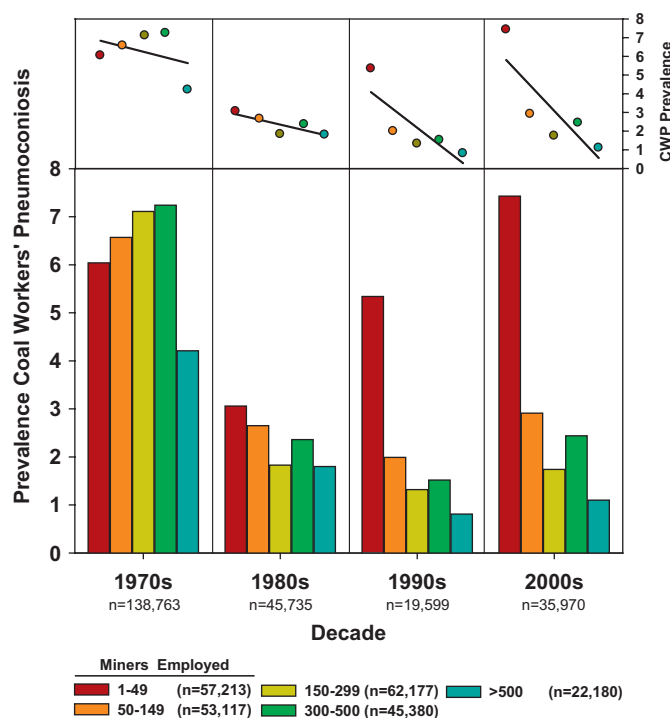 8
7
6
5
4
3
2
1
0
CWP Prevalence
8
7
6
5
4
3
2
1
0
Prevalence Coal Workers' Pneumoconiosis
1970s 1980s 1990s 2000s
n=138,763 n=45,735 n=19,599 n=35,970
Decade
Miners Employed
1-49 (n=57,213) 150-299 (n=62,177) >500 (n=22,180)
50-149 (n=53,117) 300-500 (n=45,380)